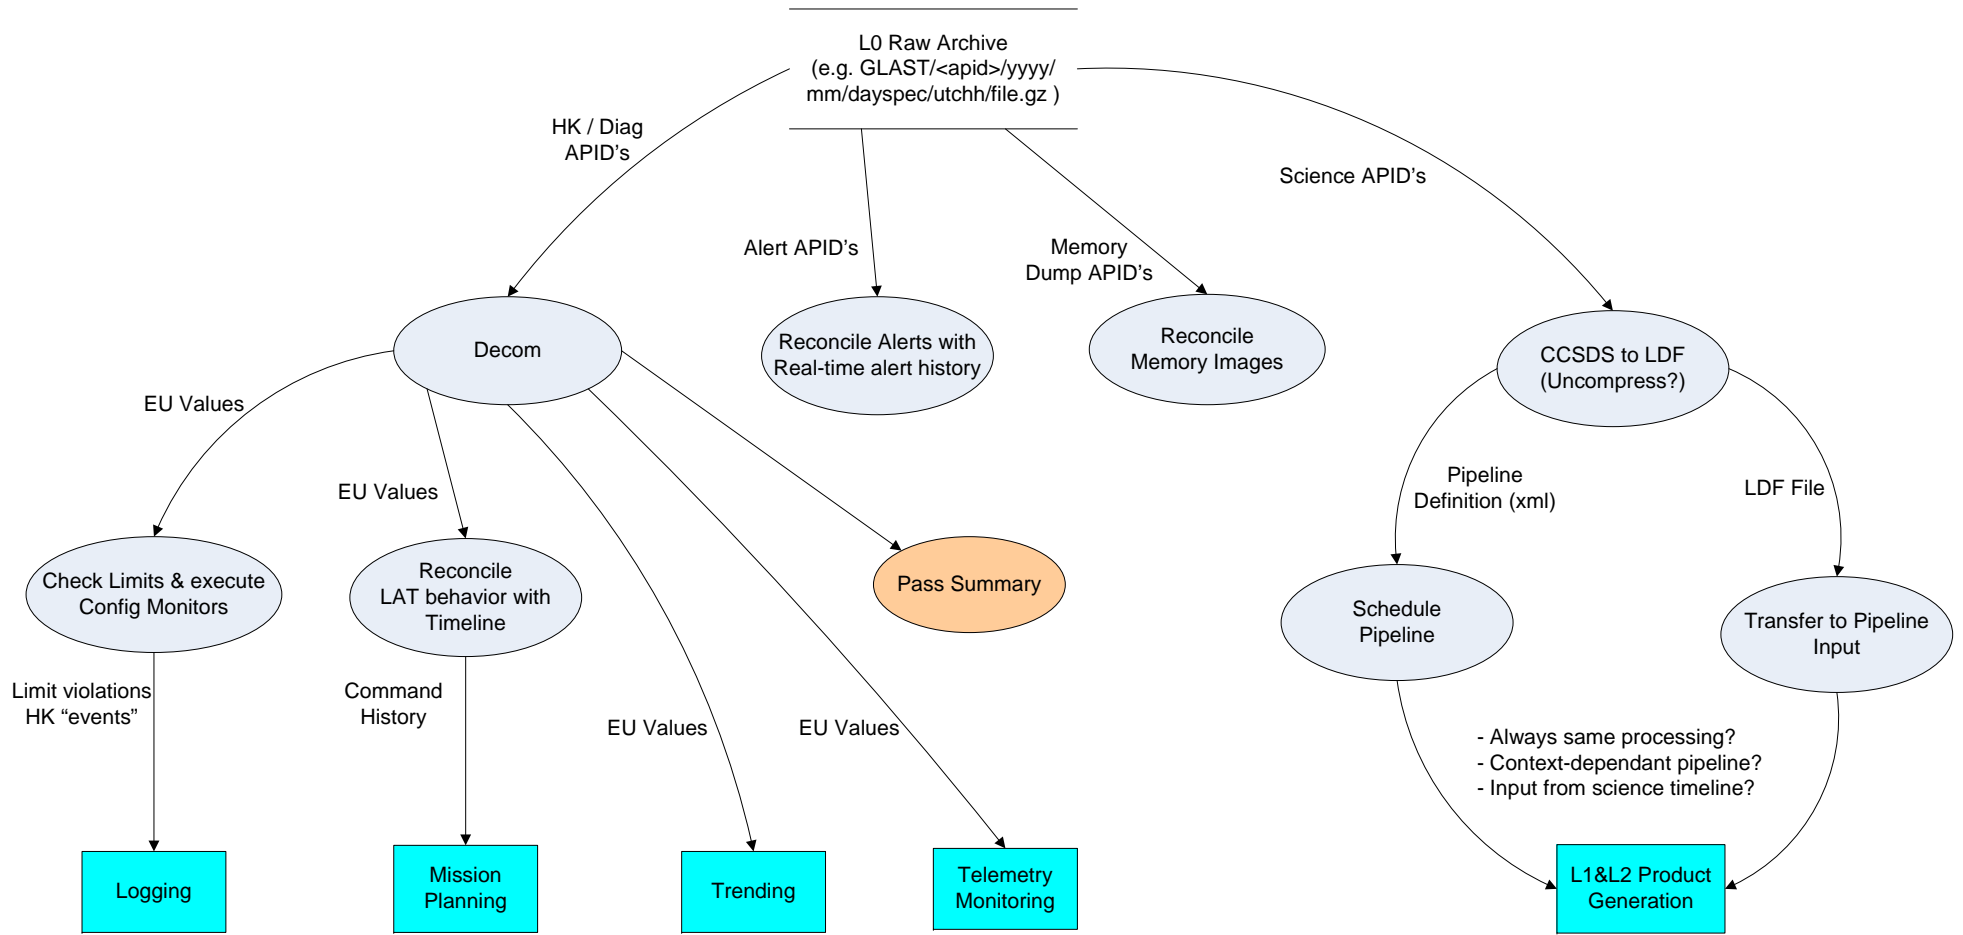 L0 Raw Archive
(e.g. GLAST/<apid>/yyyy/
mm/dayspec/utchh/file.gz )
HK / Diag
APID’s
Science APID’s
Alert APID’s
Memory
Dump APID’s
Decom
Reconcile Alerts with
Real-time alert history
Reconcile
Memory Images
CCSDS to LDF
(Uncompress?)
EU Values
EU Values
Pipeline
Definition (xml)
LDF File
Check Limits & execute
Config Monitors
Reconcile
LAT behavior with
Timeline
Pass Summary
Schedule
Pipeline
Transfer to Pipeline
Input
Limit violations
HK “events”
Command
History
EU Values
EU Values
- Always same processing?
- Context-dependant pipeline?
- Input from science timeline?
Logging
Mission
Planning
Trending
Telemetry
Monitoring
L1&L2 Product
Generation